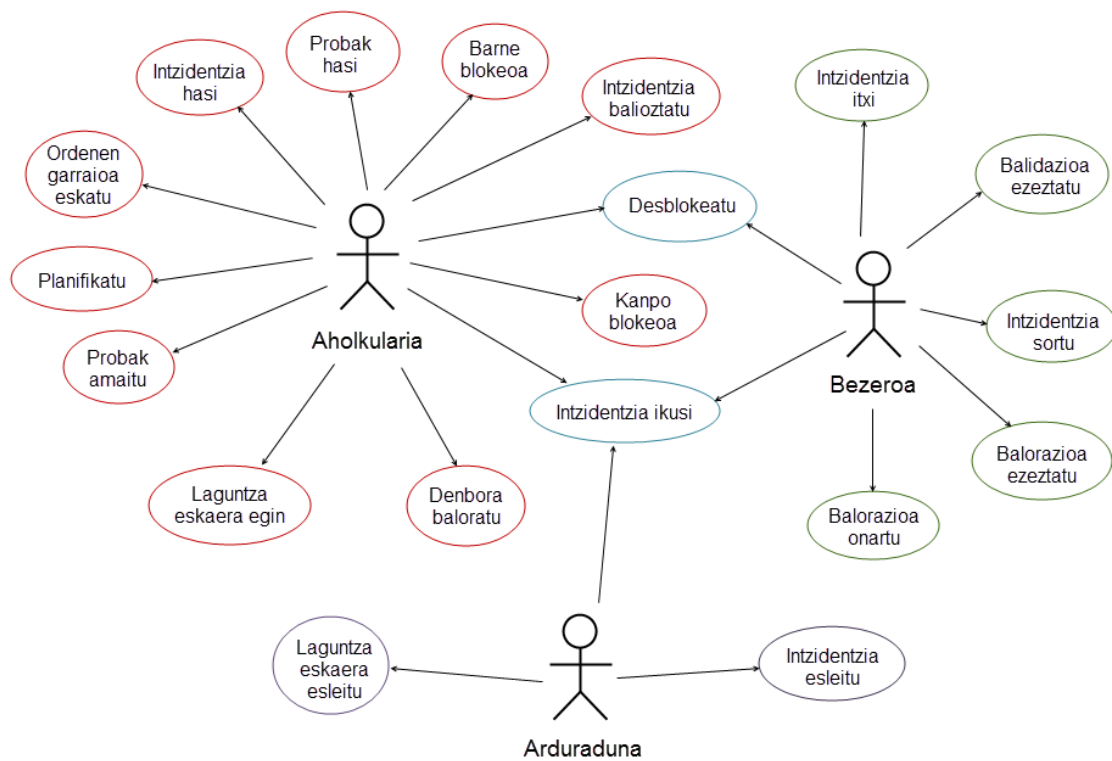 Probak
hasi
Barne
blokeoa
Intzidentzia
hasi
Intzidentzia
balioztatu
Intzidentzia
itxi
Ordenen
garraioa
eskatu
Balidazioa
ezeztatu
Desblokeatu
Planifikatu
Kanpo
blokeoa
Intzidentzia
sortu
Aholkularia
Probak
amaitu
Bezeroa
Intzidentzia ikusi
Balorazioa
ezeztatu
Laguntza
eskaera egin
Denbora
baloratu
Balorazioa
onartu
Laguntza
eskaera
esleitu
Intzidentzia
esleitu
Arduraduna